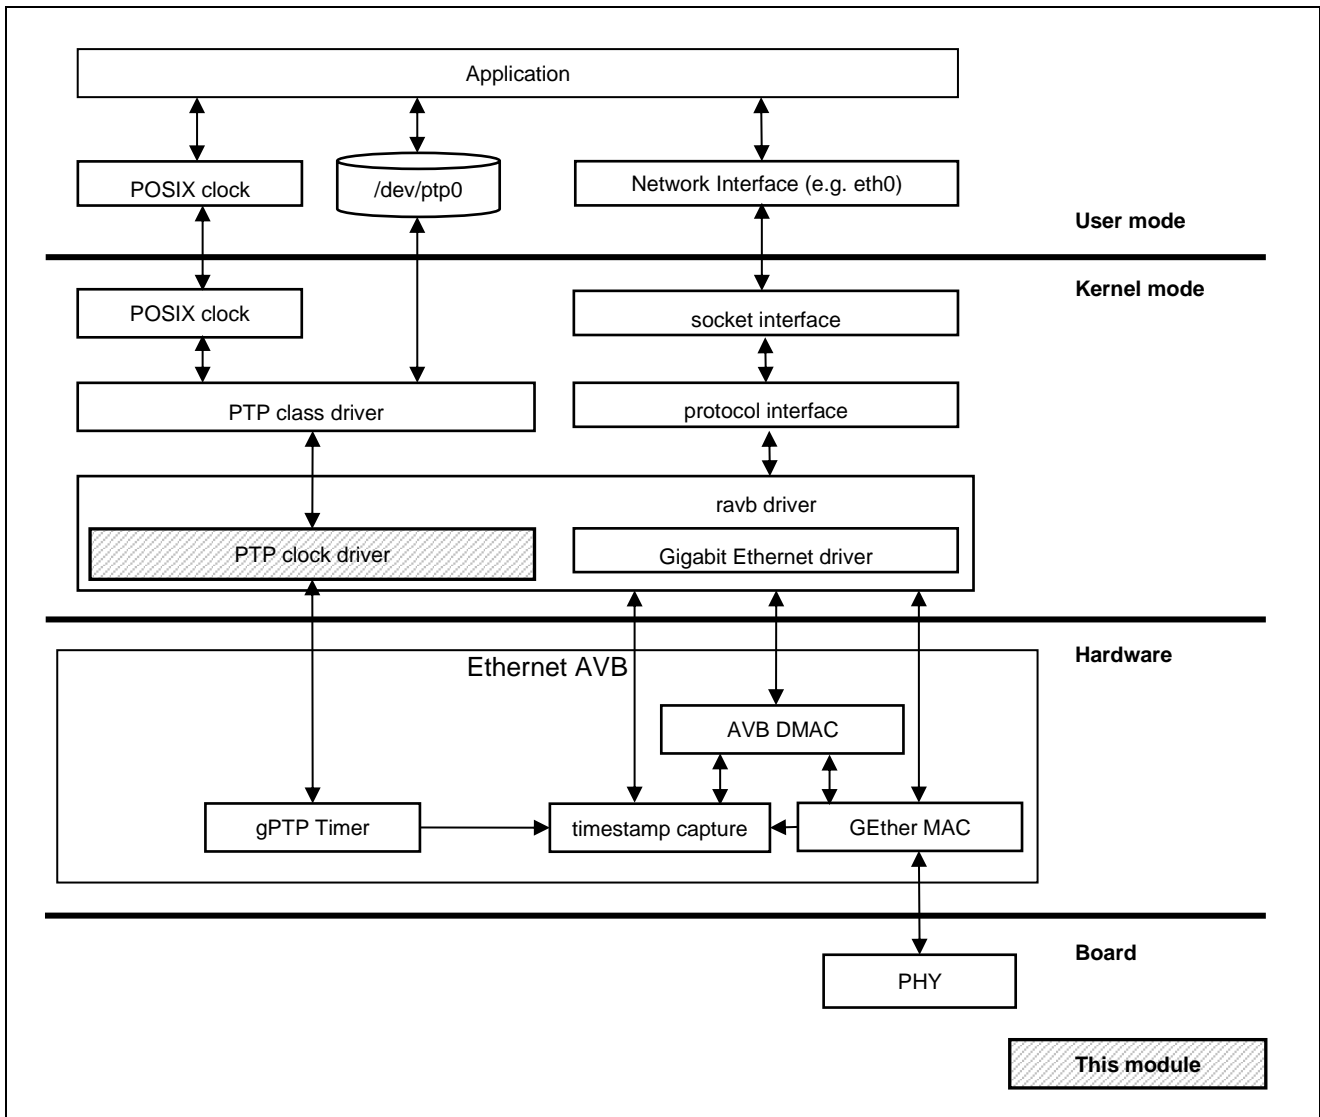 Application
POSIX clock
/dev/ptp0
Network Interface (e.g. eth0)
User mode
Kernel mode
POSIX clock
socket interface
PTP class driver
protocol interface
ravb driver
PTP clock driver
Gigabit Ethernet driver
Hardware
Ethernet AVB
AVB DMAC
gPTP Timer
timestamp capture
GEther MAC
Board
PHY
This module